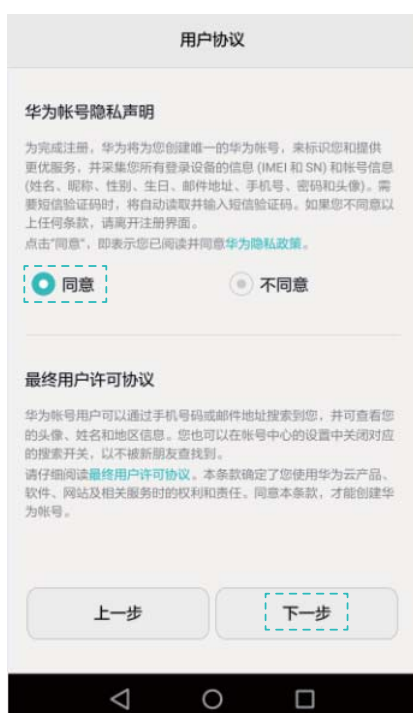 用户协议
华为帐号隐私声明
为完成注册，华为将为您创建唯一的华为帐号，来标识您和提供
更优服务，并采集您所有登录设备的信息 (IMEI 和 SN) 和帐号信息
(姓名、昵称、性别、生日、邮件地址、手机号、密码和头像)。需
要短信验证码时，将自动读取并输入短信验证码。如果您不同意以
上任何条款，请离开注册界面。
点击“同意”，即表示您已阅读并同意华为隐私政策。
同意 不同意
最终用户许可协议
华为帐号用户可以通过手机号码或邮件地址搜索到您，并可查看您
的头像、姓名和地区信息。您也可以在帐号中心的设置中关闭对应
的搜索开关，以不被新朋友查找到。
请仔细阅读最终用户许可协议。本条款确定了您使用华为云产品、
软件、网站及相关服务时的权利和责任。同意本条款，才能创建华
为帐号。
上一步 下一步